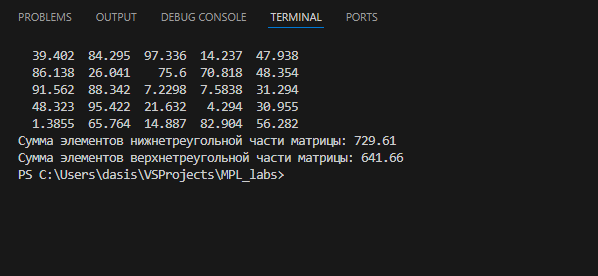 PROBLEMS OUTPUT DEBUG CONSOLE TERMINAL PORTS
39.402 84.295 97.336 14.237 47.938
86.138 26.041 75.6 70.818 48.354
91.562 88.342 7.2298 7.5838 31.294
48.323 95.422 21.632 4.294 30.955
1.3855 65.764 14.887 82.904 56.282
Сумма элементов нижнетреугольной части матрицы: 729.61
Сумма элементов верхнетреугольной части матрицы: 641.66
PS C:\Users\dasis\VSProjects\MPL_labs>